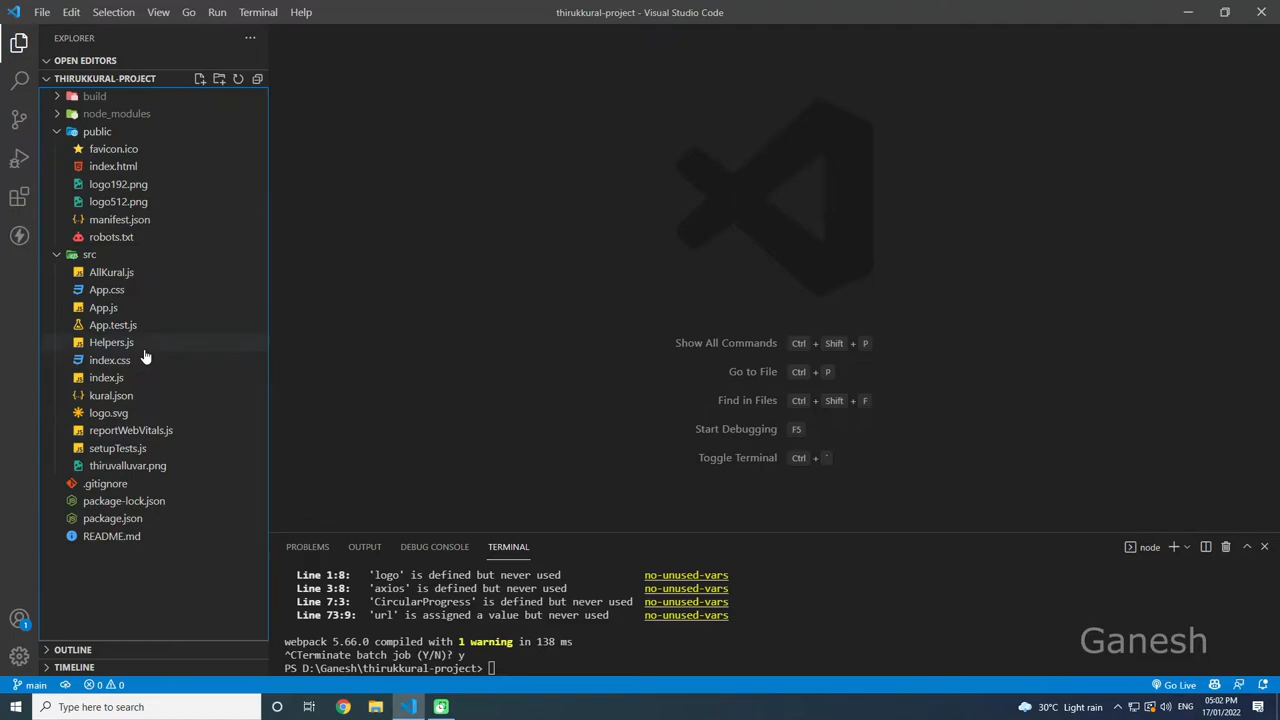 File Edit Selection View Go Run Terminal Help
thirukkural-project - Visual Studio Code
EXPLORER
OPEN EDITORS
THIRUKKURAL-PROJECT
build
node_modules
public
favicon.ico
index.html
logo192.png
logo512.png
manifest.json
robots.txt
src
AllKural.js
App.css
App.js
App.test.js
Helpers.js
index.css
index.js
kural.json
logo.svg
reportWebVitals.js
setupTests.js
thiruvalluvar.png
.gitignore
package-lock.json
package.json
README.md
OUTLINE
TIMELINE
Show All Commands Ctrl + Shift + P
Go to File Ctrl + P
Find in Files Ctrl + Shift + F
Start Debugging F5
Toggle Terminal Ctrl + `
PROBLEMS OUTPUT DEBUG CONSOLE TERMINAL
node
Line 1:8: 'logo' is defined but never used no-unused-vars
Line 3:8: 'axios' is defined but never used no-unused-vars
Line 7:3: 'CircularProgress' is defined but never used no-unused-vars
Line 73:9: 'url' is assigned a value but never used no-unused-vars
webpack 5.66.0 compiled with 1 warning in 138 ms
^CTerminate batch job (Y/N)? y
PS D:\Ganesh\thirukkural-project>
Ganesh
main 0 0 Go Live
Type here to search
30°C Light rain
05:02 PM
17/01/2022